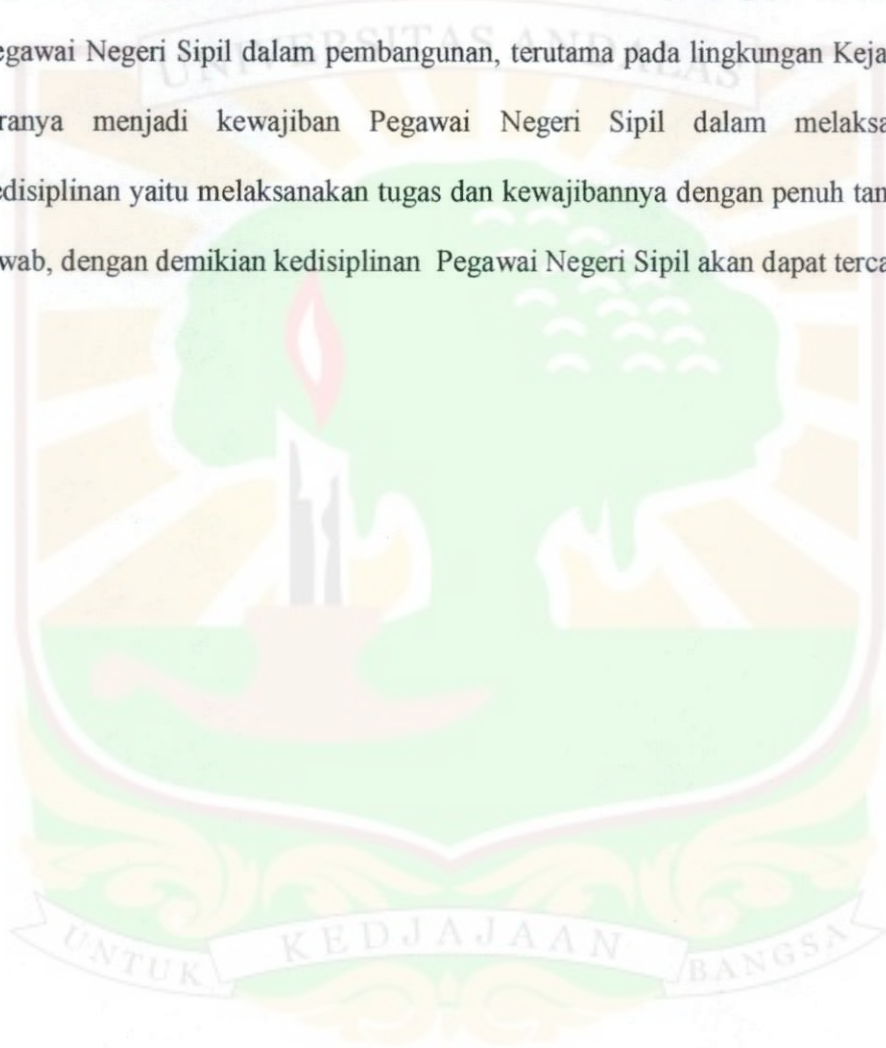 UNIVERSITAS ANDALAS
egawai Negeri Sipil dalam pembangunan, terutama pada lingkungan Keja
ranya menjadi kewajiban Pegawai Negeri Sipil dalam melaksa
edisiplinan yaitu melaksanakan tugas dan kewajibannya dengan penuh tan
wab, dengan demikian kedisiplinan Pegawai Negeri Sipil akan dapat terca
UNTUK KEDJAJAAN BANGSA